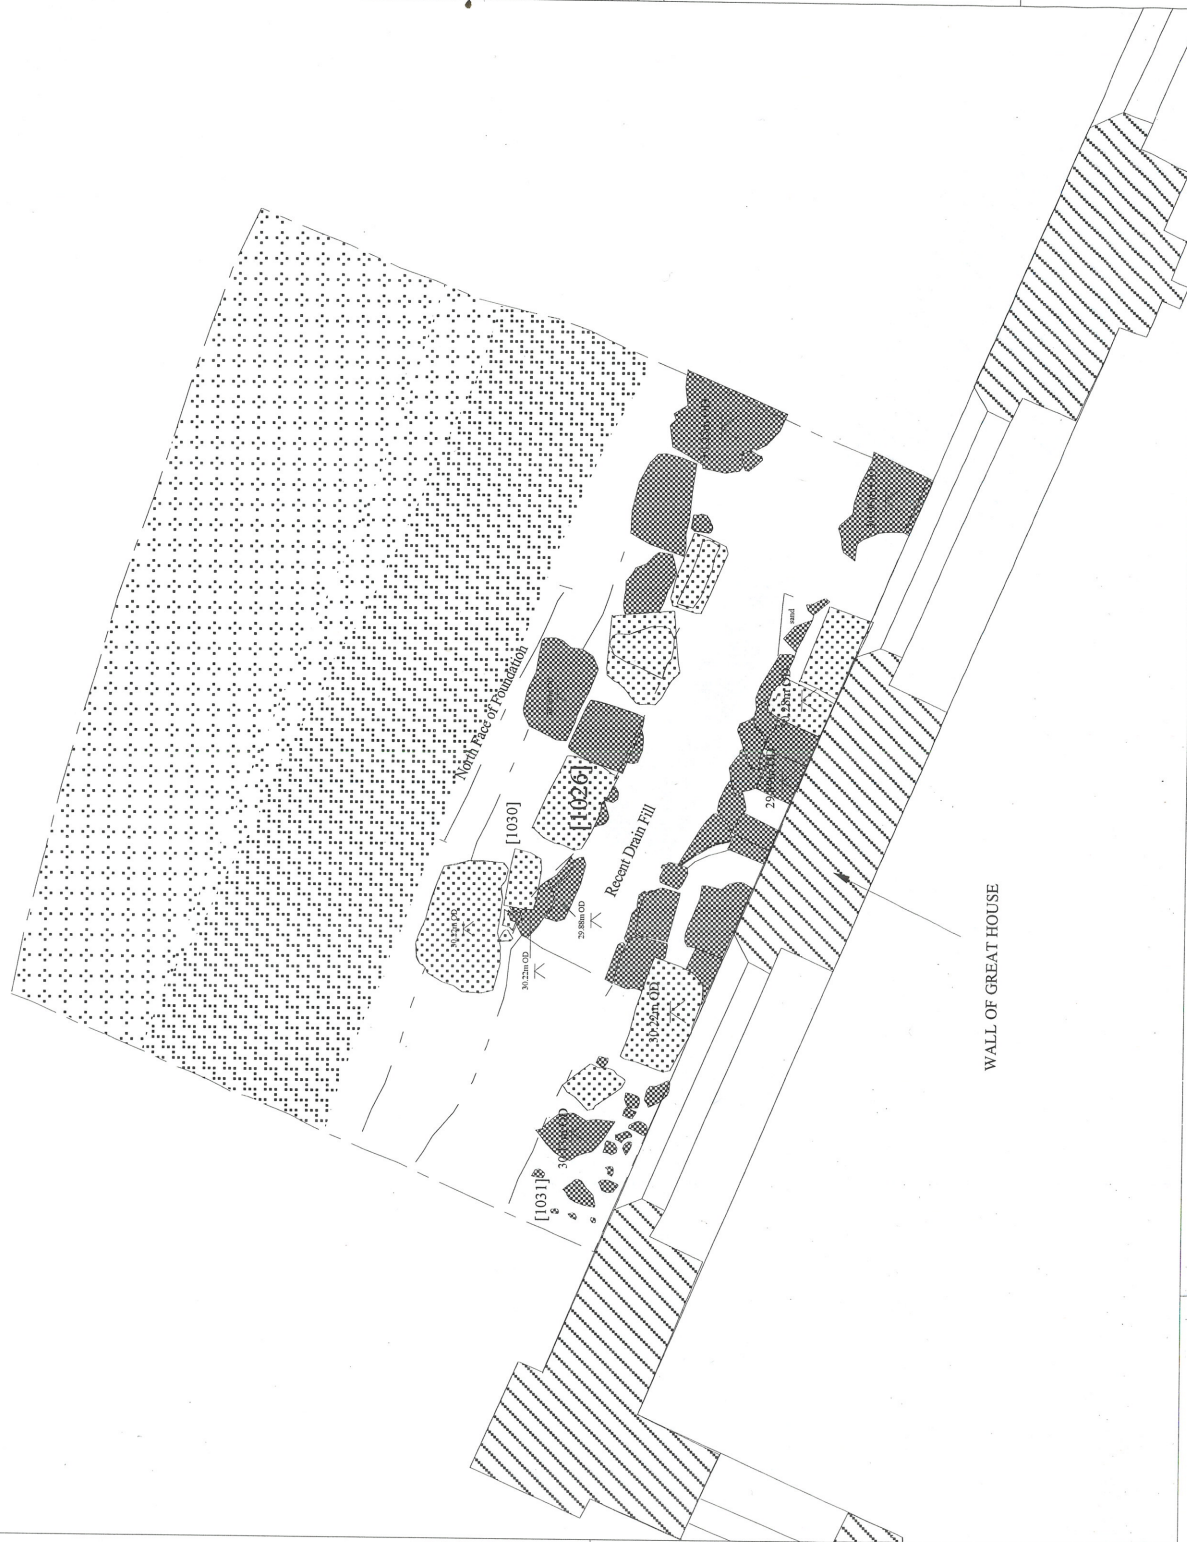 North Face of Foundation
[1030]
[1026]
Recent Drain Fill
29.88m OD
30.22m OD
30.22m OD
sand
[1031]
WALL OF GREAT HOUSE